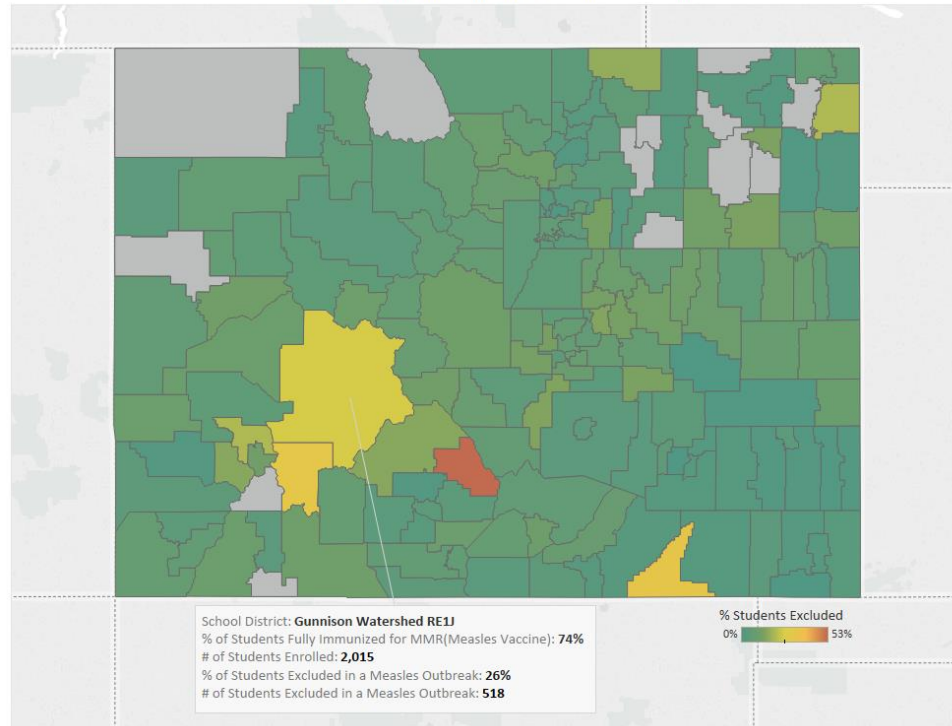 School District: Gunnison Watershed RE1J
% of Students Fully Immunized for MMR(Measles Vaccine): 74%
# of Students Enrolled: 2,015
% of Students Excluded in a Measles Outbreak: 26%
# of Students Excluded in a Measles Outbreak: 518
% Students Excluded
0% 53%